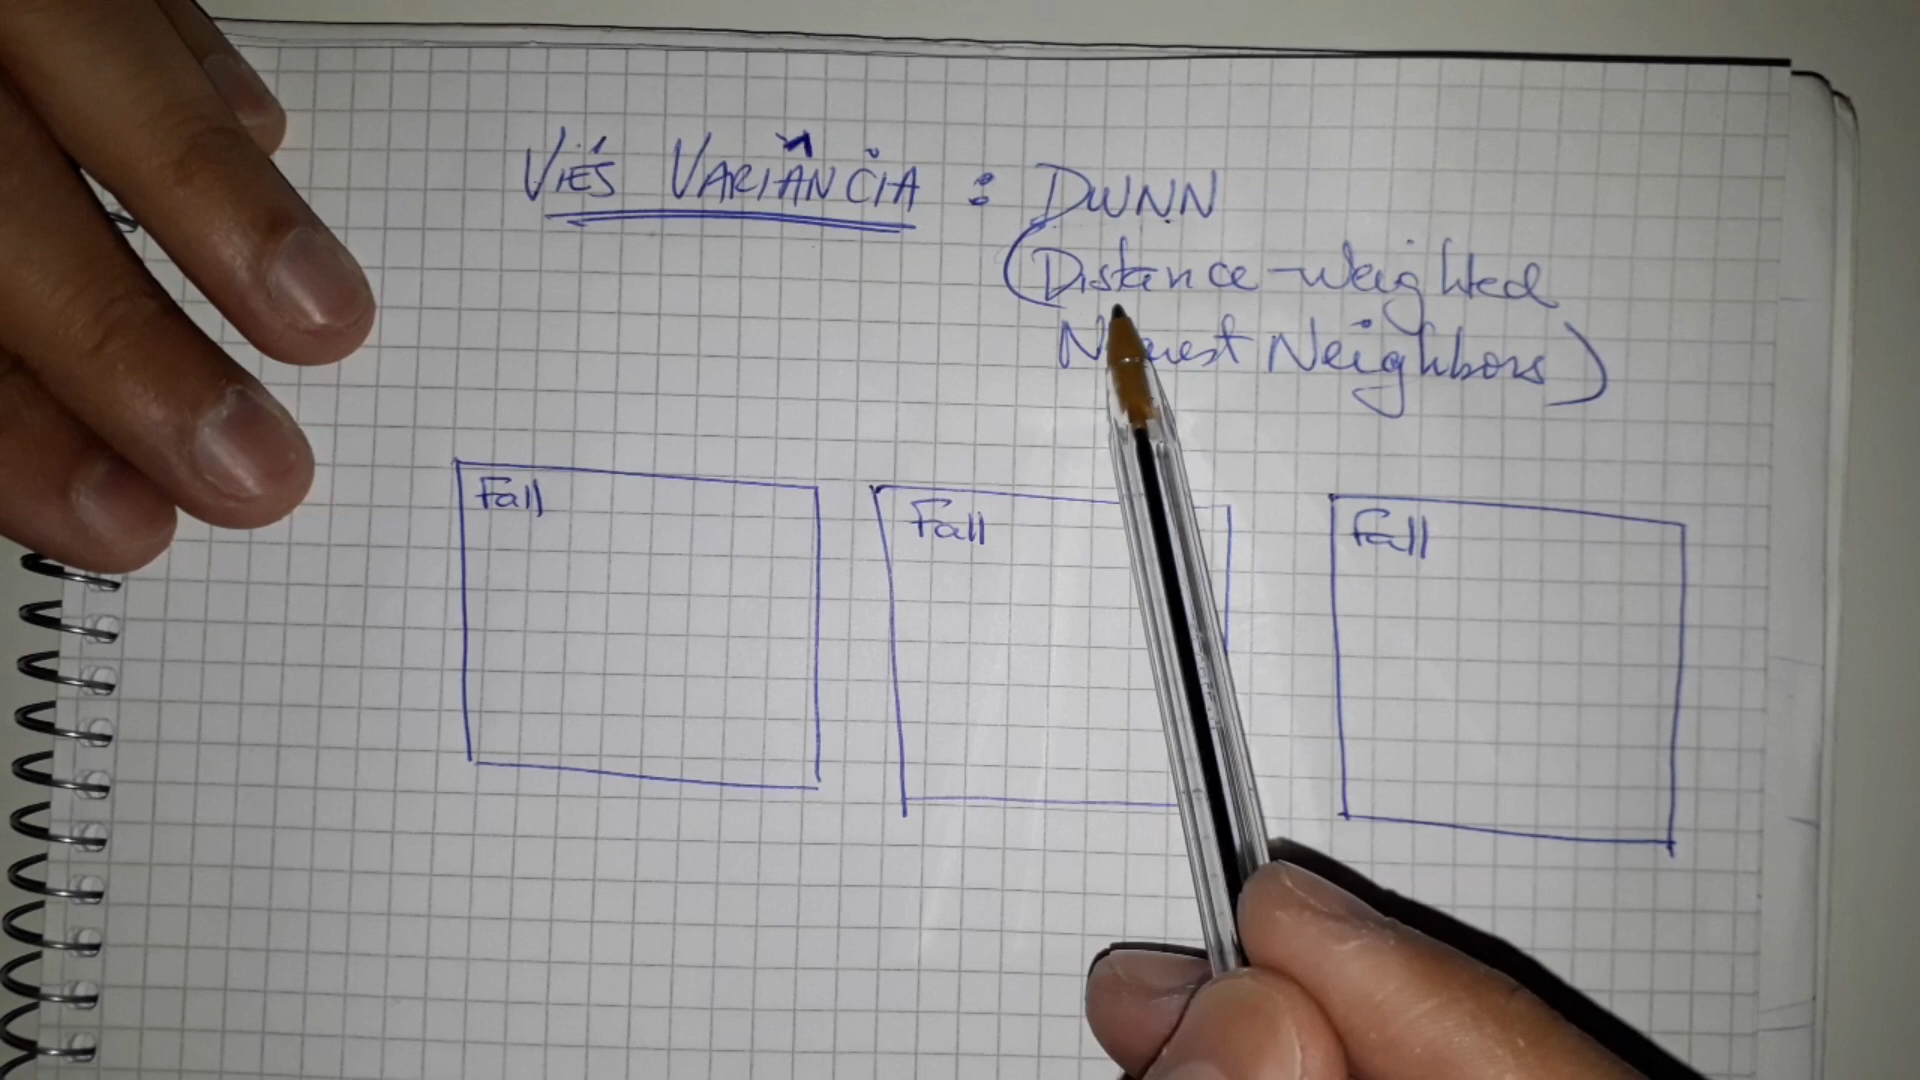 VIÉS VARIÂNCIA : DWNN
(Distance-weighted
Nearest Neighbors)
Fall
Fall
Fall